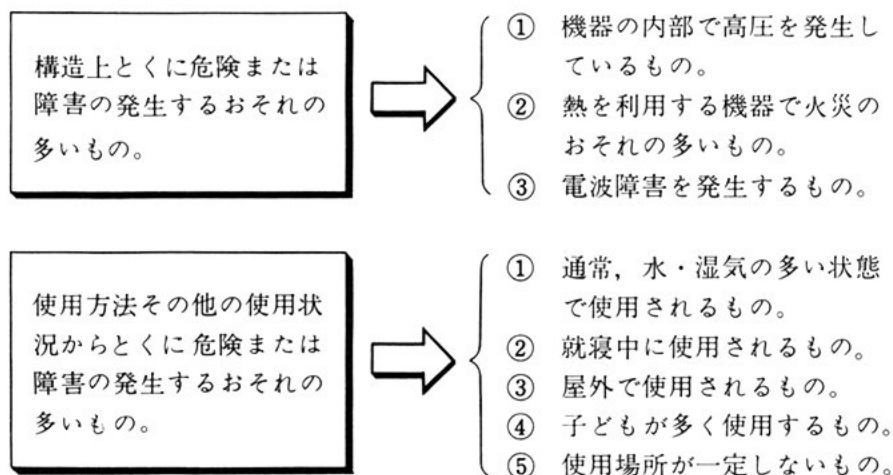 構造上とくに危険または
障害の発生するおそれの
多いもの。
① 機器の内部で高圧を発生し
ているもの。
② 熱を利用する機器で火災の
おそれの多いもの。
③ 電波障害を発生するもの。
使用方法その他の使用状
況からとくに危険または
障害の発生するおそれの
多いもの。
① 通常，水・湿気の多い状態
で使用されるもの。
② 就寝中に使用されるもの。
③ 屋外で使用されるもの。
④ 子どもが多く使用するもの。
⑤ 使用場所が一定しないもの。